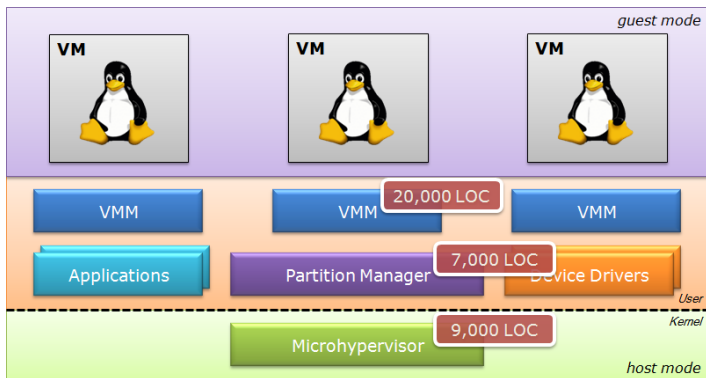 guest mode
VM
VM
VM
20,000 LOC
VMM
VMM
VMM
7,000 LOC
Applications
Partition Manager
Device Drivers
User
Kernel
9,000 LOC
Microhypervisor
host mode